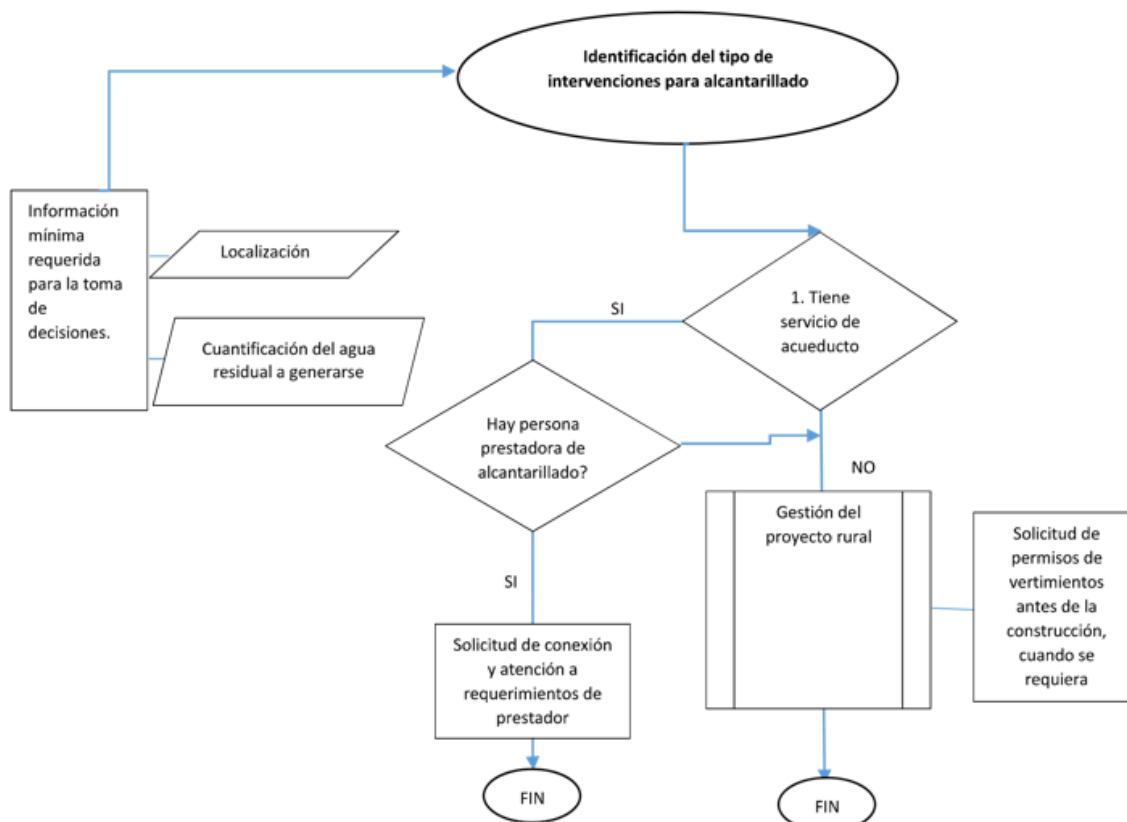 Identificación del tipo de
intervenciones para alcantarillado
Información
mínima
requerida
para la toma
de
decisiones.
Localización
Cuantificación del agua
residual a generarse
1. Tiene
servicio de
acueducto
SI
Hay persona
prestadora de
alcantarillado?
NO
Gestión del
proyecto rural
Solicitud de
permisos de
vertimientos
antes de la
construcción,
cuando se
requiera
SI
Solicitud de conexión
y atención a
requerimientos de
prestador
FIN
FIN